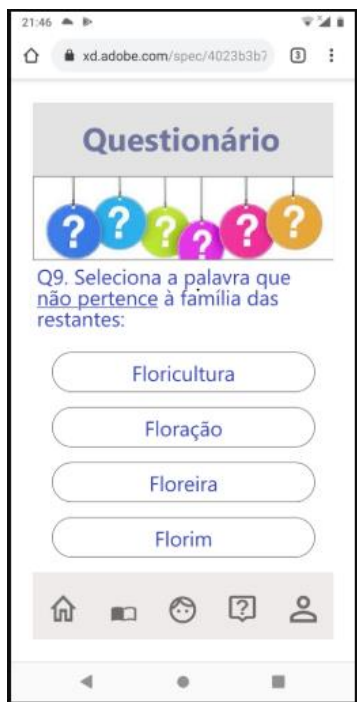 21:46
xd.adobe.com/spec/4023b3b7
3
Questionário
? ? ? ? ? ?
Q9. Seleciona a palavra que
não pertence à família das
restantes:
Floricultura
Floração
Floreira
Florim
?